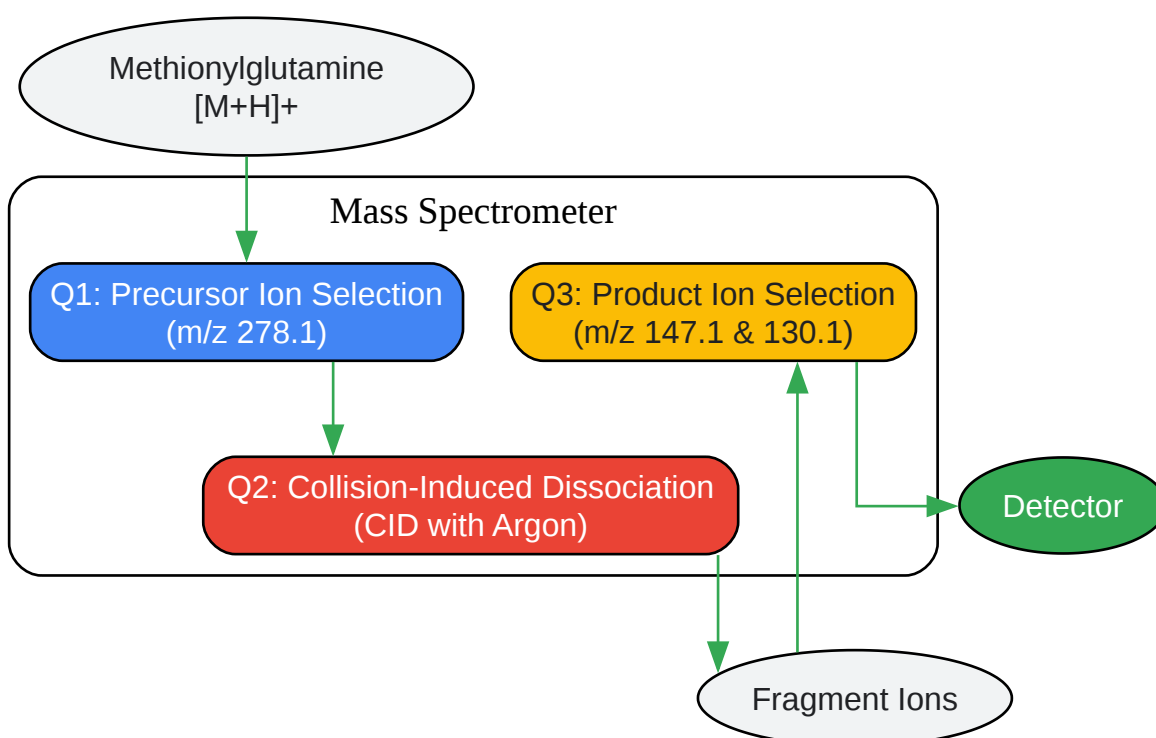 Methionylglutamine
[M+H]+
Mass Spectrometer
Q1: Precursor Ion Selection
(m/z 278.1)
Q3: Product Ion Selection
(m/z 147.1 & 130.1)
Q2: Collision-Induced Dissociation
(CID with Argon)
Detector
Fragment Ions